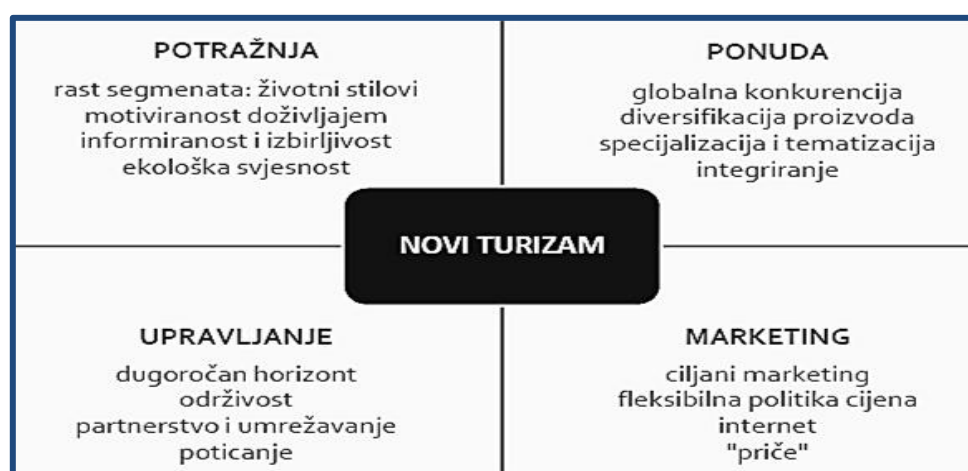 POTRAŽNJA
rast segmenata: životni stilovi
motiviranost doživljajem
informiranost i izbirljivost
ekološka svjesnost
PONUDA
globalna konkurencija
diversifikacija proizvoda
specijalizacija i tematizacija
integriranje
NOVI TURIZAM
UPRAVLJANJE
dugoročan horizont
održivost
partnerstvo i umrežavanje
poticanje
MARKETING
ciljani marketing
fleksibilna politika cijena
internet
"priče"